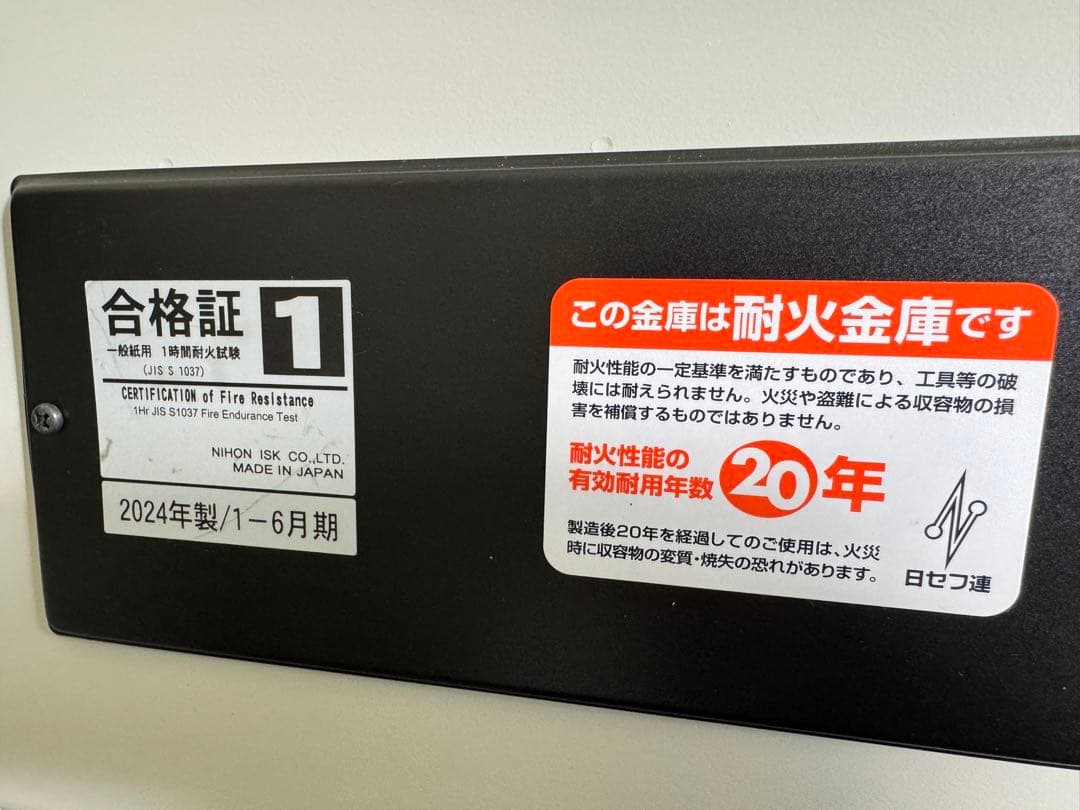 合格証 1
一般紙用 1時間耐火試験
(JIS S 1037)
CERTIFICATION of Fire Resistance
1Hr JIS S1037 Fire Endurance Test
NIHON ISK CO.,LTD.
MADE IN JAPAN
2024年製/1-6月期
この金庫は耐火金庫です
耐火性能の一定基準を満たすものであり、工具等の破
壊には耐えられません。火災や盗難による収容物の損
害を補償するものではありません。
耐火性能の
有効耐用年数 20年
製造後20年を経過してのご使用は、火災
時に収容物の変質・焼失の恐れがあります。
日セフ連